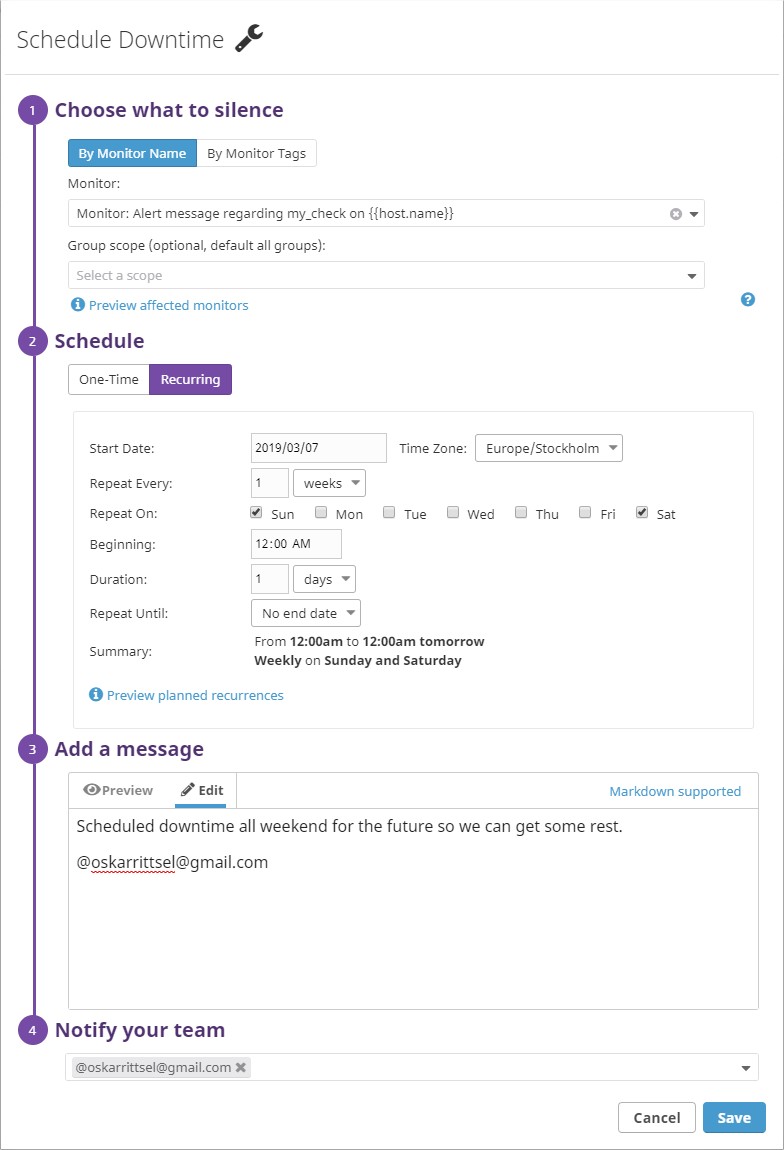 Schedule Downtime
1 Choose what to silence
By Monitor Name By Monitor Tags
Monitor:
Monitor: Alert message regarding my_check on {{host.name}}
Group scope (optional, default all groups):
Select a scope
Preview affected monitors
2 Schedule
One-Time Recurring
Start Date: 2019/03/07 Time Zone: Europe/Stockholm
Repeat Every: 1 weeks
Repeat On: Sun Mon Tue Wed Thu Fri Sat
Beginning: 12:00 AM
Duration: 1 days
Repeat Until: No end date
Summary: From 12:00am to 12:00am tomorrow
Weekly on Sunday and Saturday
Preview planned recurrences
3 Add a message
Preview Edit Markdown supported
Scheduled downtime all weekend for the future so we can get some rest.
@oskarrittsel@gmail.com
4 Notify your team
@oskarrittsel@gmail.com
Cancel Save